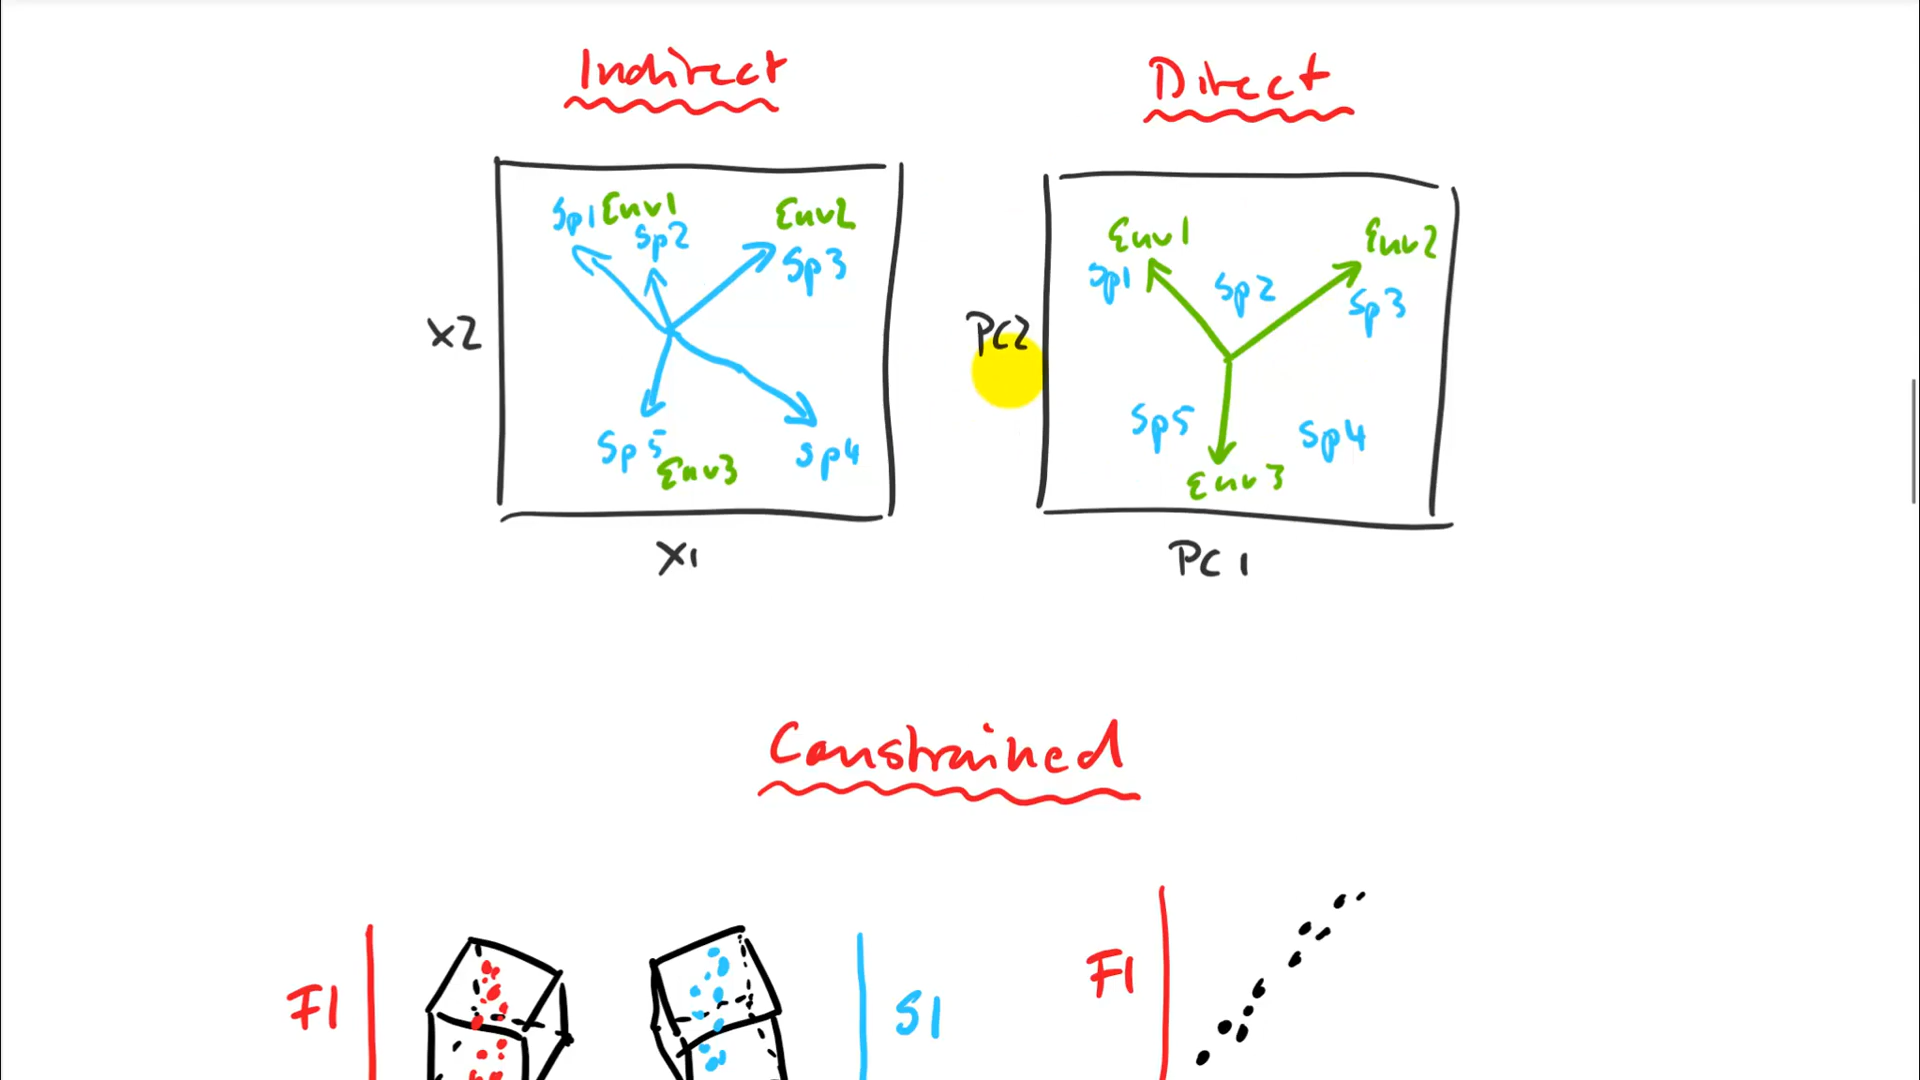 Indirect
Direct
Sp1 Env1
Sp2
Env2
Sp3
X2
Sp5
Env3
Sp4
X1
Env1
Sp1
Sp2
Env2
Sp3
PC2
Sp5
Sp4
Env3
PC1
Constrained
F1
S1
F1